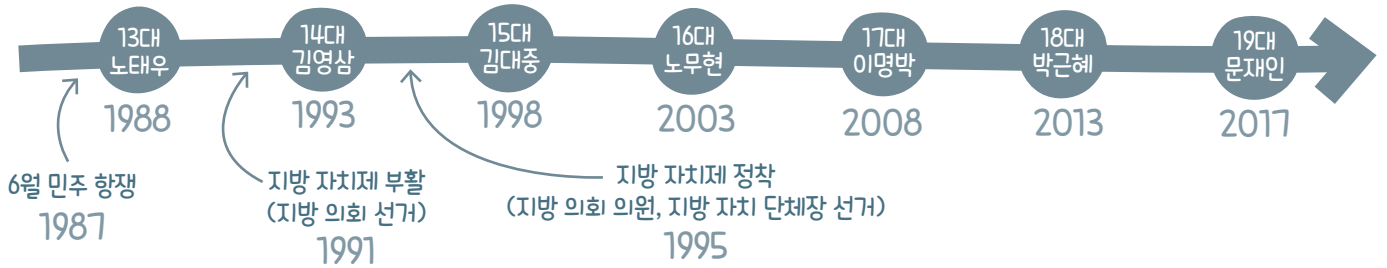 13대
노태우
14대
김영삼
15대
김대중
16대
노무현
17대
이명박
18대
박근혜
19대
문재인
1988
1993
1998
2003
2008
2013
2017
6월 민주 항쟁
1987
지방 자치제 부활
(지방 의회 선거)
1991
지방 자치제 정착
(지방 의회 의원, 지방 자치 단체장 선거)
1995